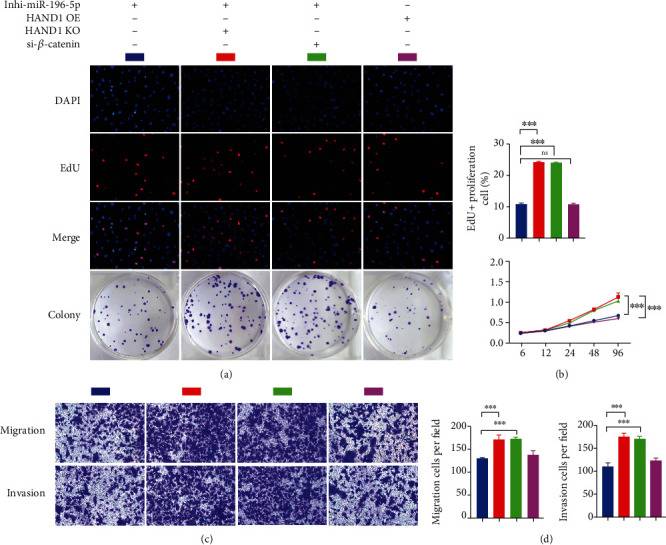 Inhi-miR-196-5p + + + –
HAND1 OE – – – +
HAND1 KO – + – –
si-β-catenin – – + –
DAPI
EdU
Merge
Colony
(a)
EdU+ proliferation
cell (%)
30
20
10
0
***
***
ns
2.0
1.5
1.0
0.5
0.0
6 12 24 48 96
*** ***
(b)
Migration
Invasion
(c)
Migration cells per field
200
150
100
50
0
***
***
Invasion cells per field
200
150
100
50
0
***
***
(d)